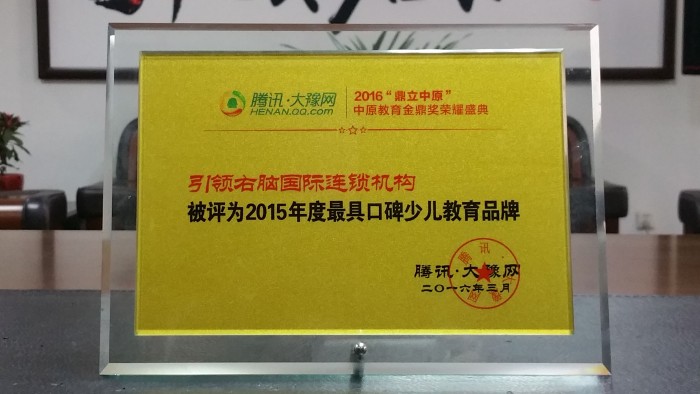 腾讯·大豫网
HENAN.QQ.com
2016“鼎立中原”
中原教育金鼎奖荣耀盛典
引领右脑国际连锁机构
被评为2015年度最具口碑少儿教育品牌
腾讯·大豫网
二〇一六年三月